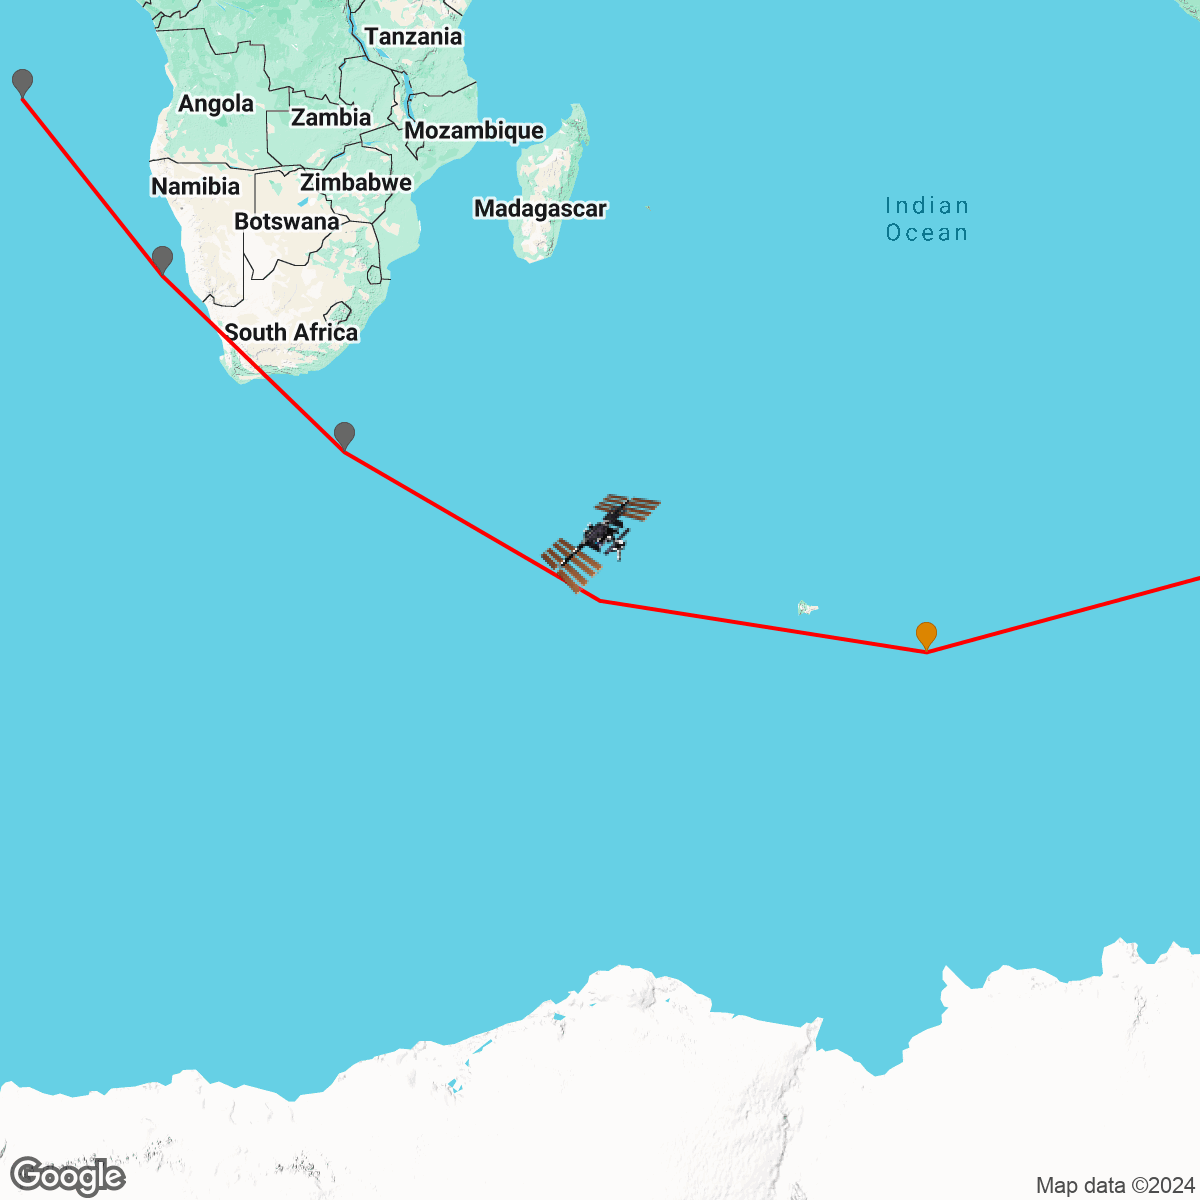 Tanzania
Angola
Zambia
Mozambique
Namibia
Zimbabwe
Botswana
Madagascar
Indian
Ocean
South Africa
Google
Map data ©2024